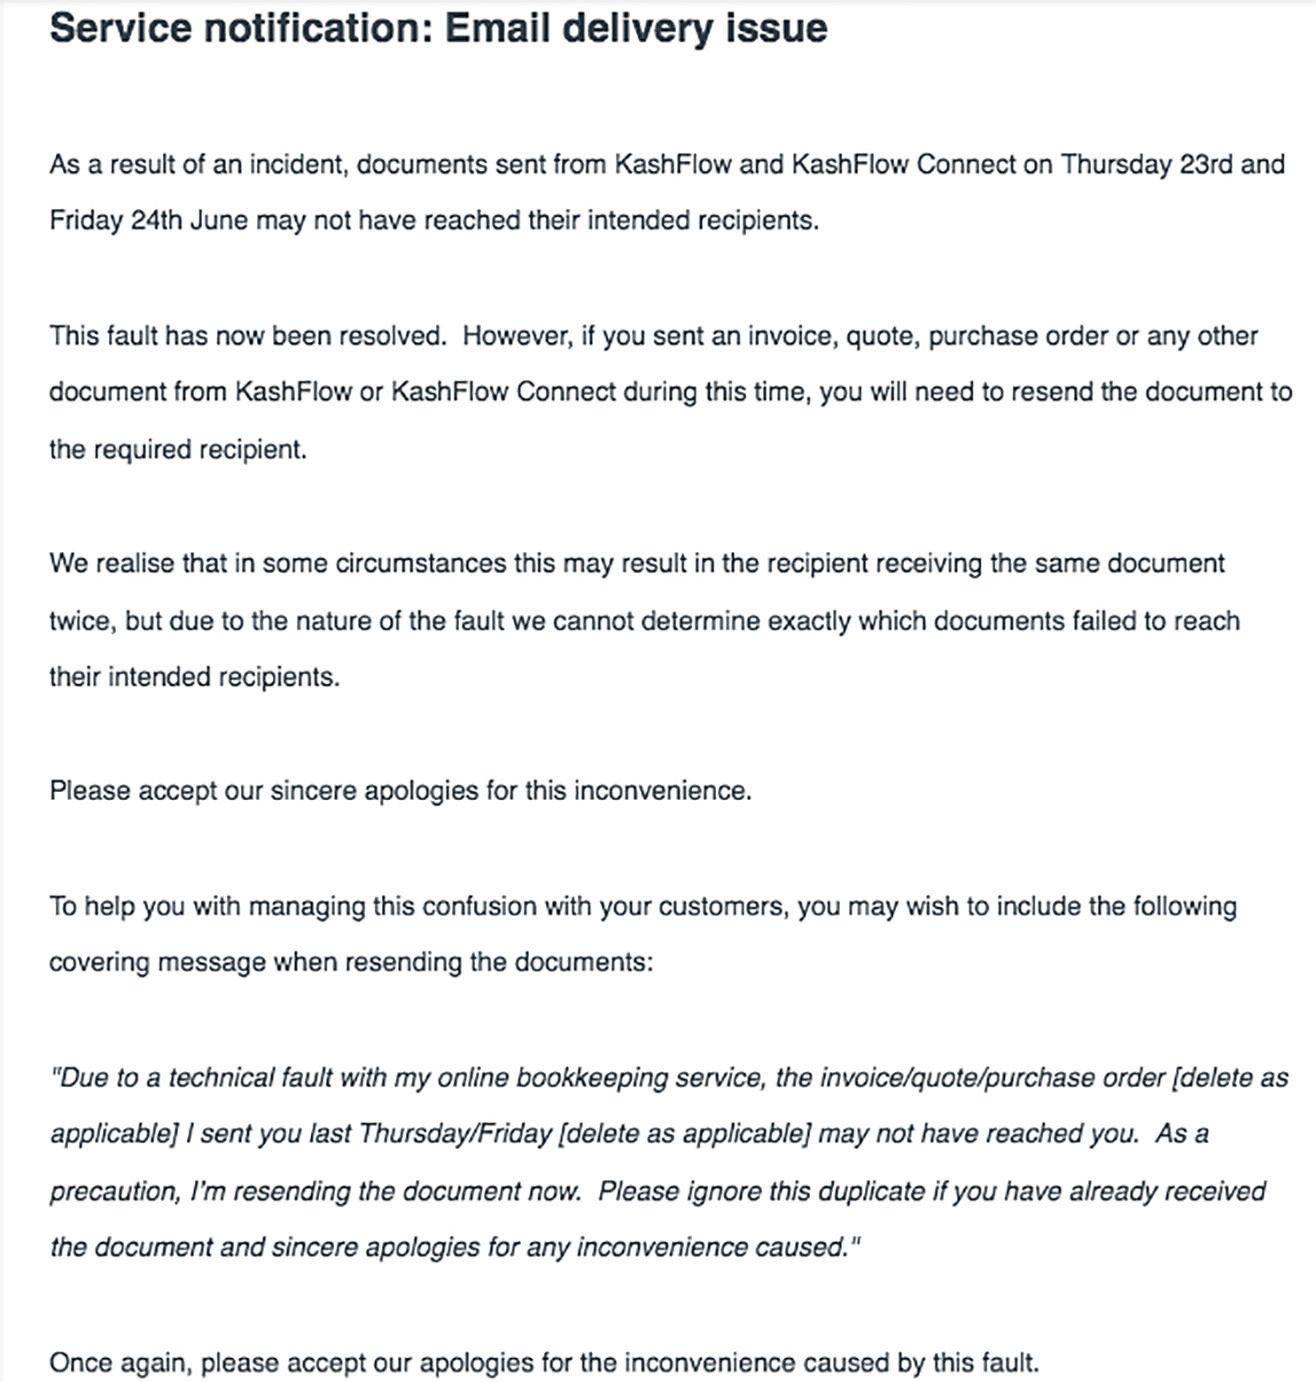 Service notification: Email delivery issue
As a result of an incident, documents sent from KashFlow and KashFlow Connect on Thursday 23rd and
Friday 24th June may not have reached their intended recipients.
This fault has now been resolved.  However, if you sent an invoice, quote, purchase order or any other
document from KashFlow or KashFlow Connect during this time, you will need to resend the document to
the required recipient.
We realise that in some circumstances this may result in the recipient receiving the same document
twice, but due to the nature of the fault we cannot determine exactly which documents failed to reach
their intended recipients.
Please accept our sincere apologies for this inconvenience.
To help you with managing this confusion with your customers, you may wish to include the following
covering message when resending the documents:
"Due to a technical fault with my online bookkeeping service, the invoice/quote/purchase order [delete as
applicable] I sent you last Thursday/Friday [delete as applicable] may not have reached you.  As a
precaution, I'm resending the document now.  Please ignore this duplicate if you have already received
the document and sincere apologies for any inconvenience caused."
Once again, please accept our apologies for the inconvenience caused by this fault.